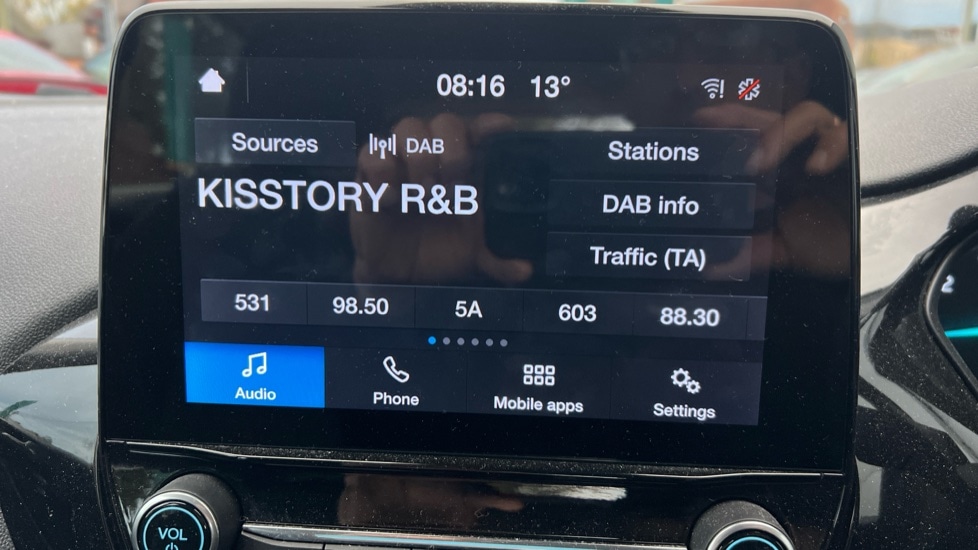 08:16 13°
Sources DAB Stations
KISSTORY R&B
DAB info
Traffic (TA)
531 98.50 5A 603 88.30
Audio Phone Mobile apps Settings
VOL
2